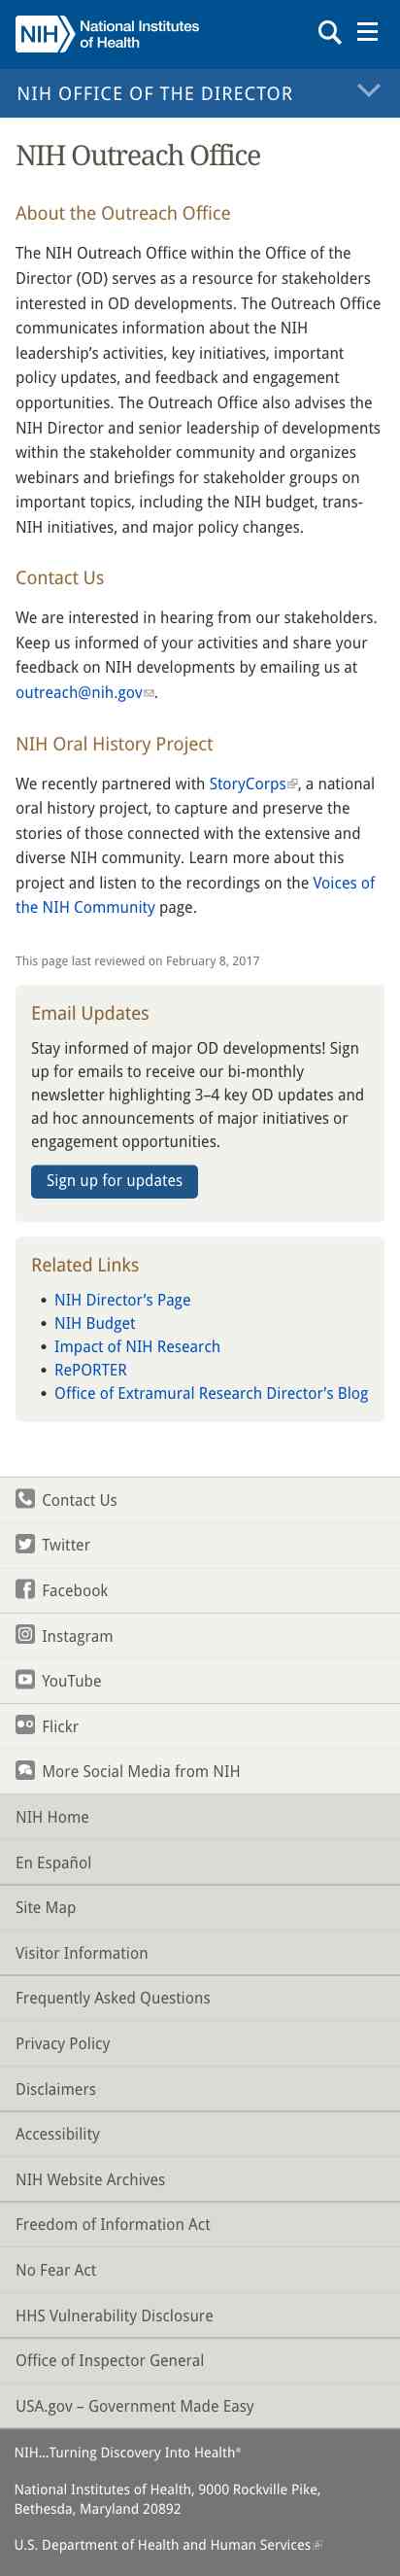 NIH National Institutes
of Health
NIH OFFICE OF THE DIRECTOR
NIH Outreach Office
About the Outreach Office
The NIH Outreach Office within the Office of the
Director (OD) serves as a resource for stakeholders
interested in OD developments. The Outreach Office
communicates information about the NIH
leadership’s activities, key initiatives, important
policy updates, and feedback and engagement
opportunities. The Outreach Office also advises the
NIH Director and senior leadership of developments
within the stakeholder community and organizes
webinars and briefings for stakeholder groups on
important topics, including the NIH budget, trans-
NIH initiatives, and major policy changes.
Contact Us
We are interested in hearing from our stakeholders.
Keep us informed of your activities and share your
feedback on NIH developments by emailing us at
outreach@nih.gov.
NIH Oral History Project
We recently partnered with StoryCorps, a national
oral history project, to capture and preserve the
stories of those connected with the extensive and
diverse NIH community. Learn more about this
project and listen to the recordings on the Voices of
the NIH Community page.
This page last reviewed on February 8, 2017
Email Updates
Stay informed of major OD developments! Sign
up for emails to receive our bi-monthly
newsletter highlighting 3–4 key OD updates and
ad hoc announcements of major initiatives or
engagement opportunities.
Sign up for updates
Related Links
• NIH Director’s Page
• NIH Budget
• Impact of NIH Research
• RePORTER
• Office of Extramural Research Director’s Blog
Contact Us
Twitter
Facebook
Instagram
YouTube
Flickr
More Social Media from NIH
NIH Home
En Español
Site Map
Visitor Information
Frequently Asked Questions
Privacy Policy
Disclaimers
Accessibility
NIH Website Archives
Freedom of Information Act
No Fear Act
HHS Vulnerability Disclosure
Office of Inspector General
USA.gov – Government Made Easy
NIH…Turning Discovery Into Health®
National Institutes of Health, 9000 Rockville Pike,
Bethesda, Maryland 20892
U.S. Department of Health and Human Services